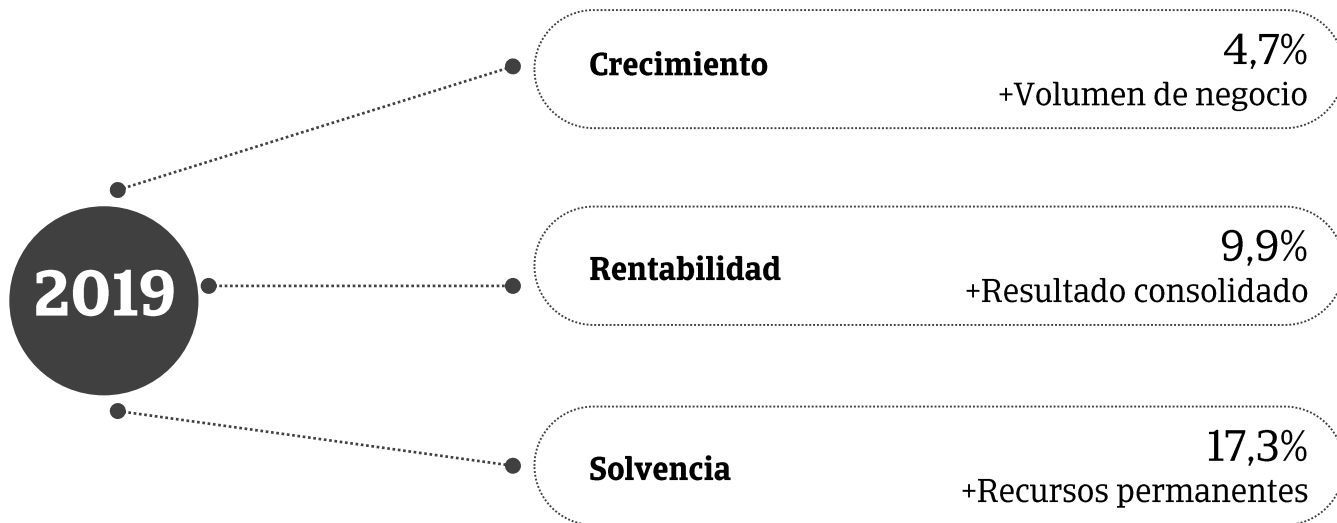 2019
Crecimiento
4,7%
+Volumen de negocio
Rentabilidad
9,9%
+Resultado consolidado
Solvencia
17,3%
+Recursos permanentes